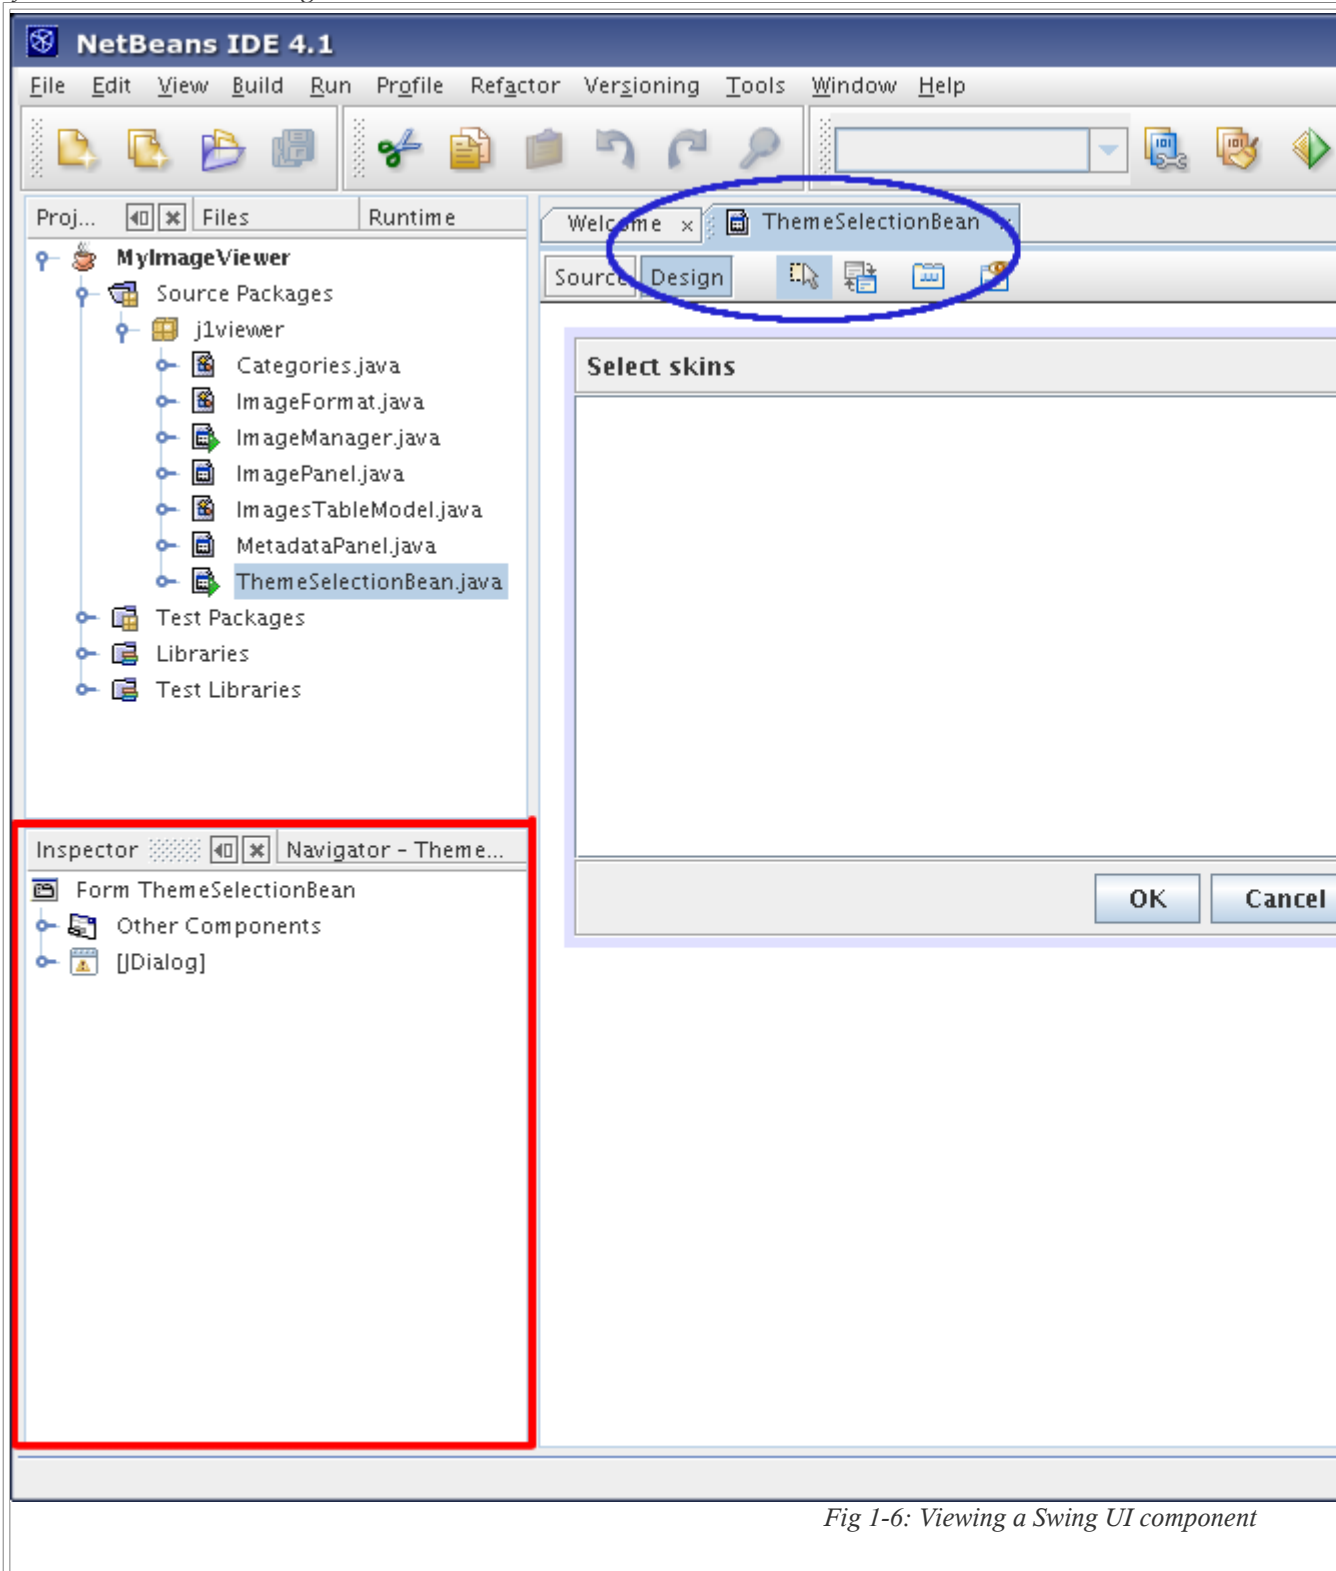 NetBeans IDE 4.1
File Edit View Build Run Profile Refactor Versioning Tools Window Help
Proj... Files Runtime
Welcome ThemeSelectionBean
Source Design
MyImageViewer
Source Packages
j1viewer
Categories.java
ImageFormat.java
ImageManager.java
ImagePanel.java
ImagesTableModel.java
MetadataPanel.java
ThemeSelectionBean.java
Test Packages
Libraries
Test Libraries
Select skins
OK Cancel
Inspector Navigator - Theme...
Form ThemeSelectionBean
Other Components
[JDialog]
Fig 1-6: Viewing a Swing UI component